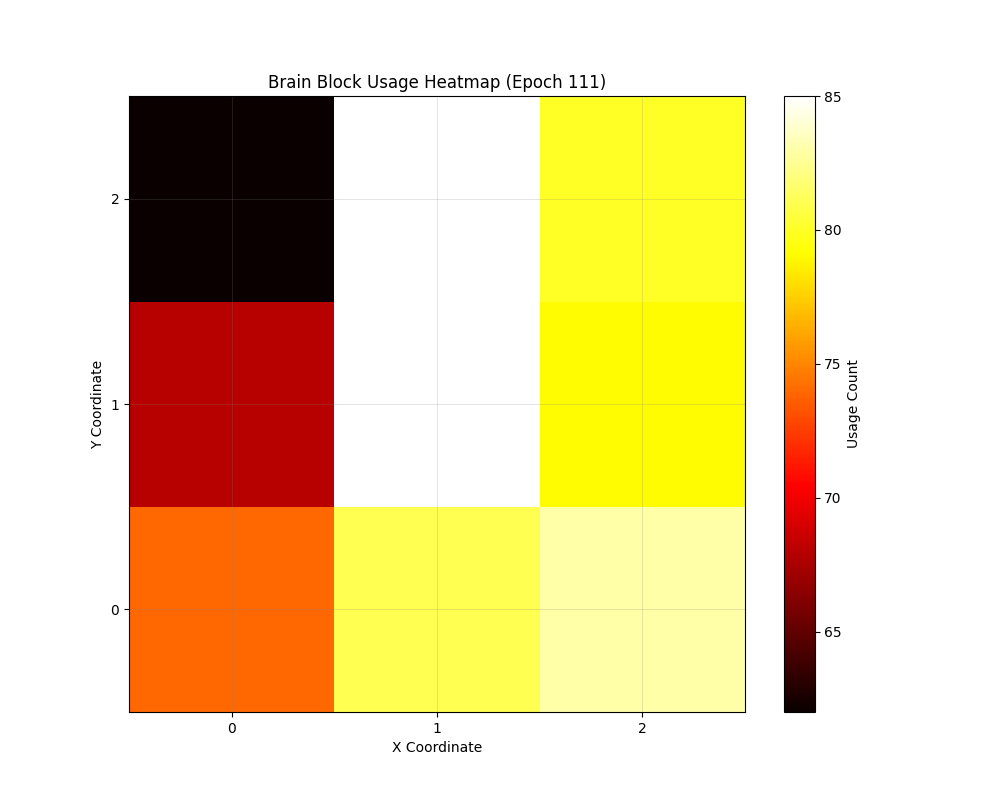 Brain Block Usage Heatmap (Epoch 111)
2
1
0
Y Coordinate
0 1 2
X Coordinate
85
80
75
70
65
Usage Count